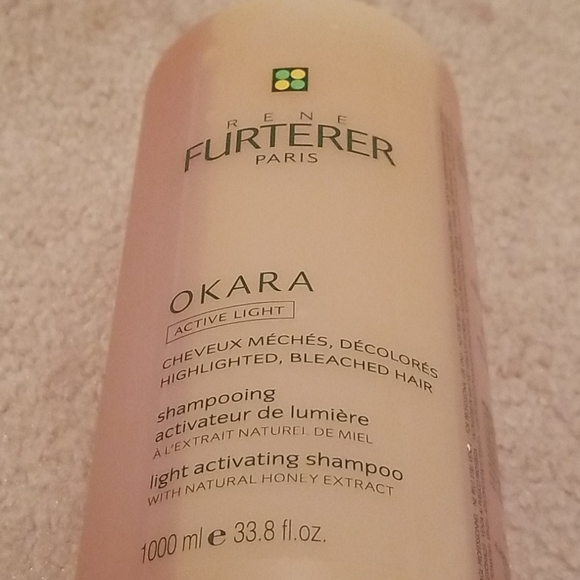 RENE
FURTERER
PARIS
OKARA
ACTIVE LIGHT
CHEVEUX MÉCHÉS, DÉCOLORÉS
HIGHLIGHTED, BLEACHED HAIR
shampooing
activateur de lumière
À L'EXTRAIT NATUREL DE MIEL
light activating shampoo
WITH NATURAL HONEY EXTRACT
1000 ml e 33.8 fl.oz.